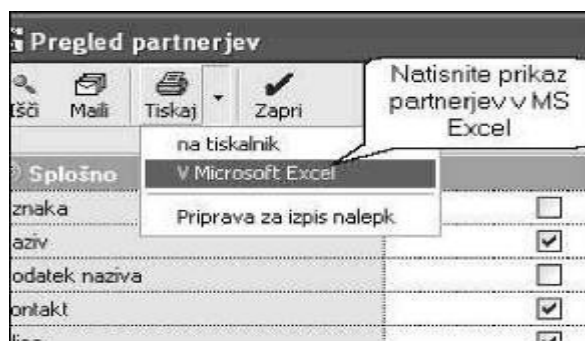 Pregled partnerjev
Išči Maili Tiskaj Zapri
Natisnite prikaz
partnerjev v MS
Excel
na tiskalnik
V Microsoft Excel
Priprava za izpis nalepk
Splošno
znaka
aziv
odatek naziva
ontakt